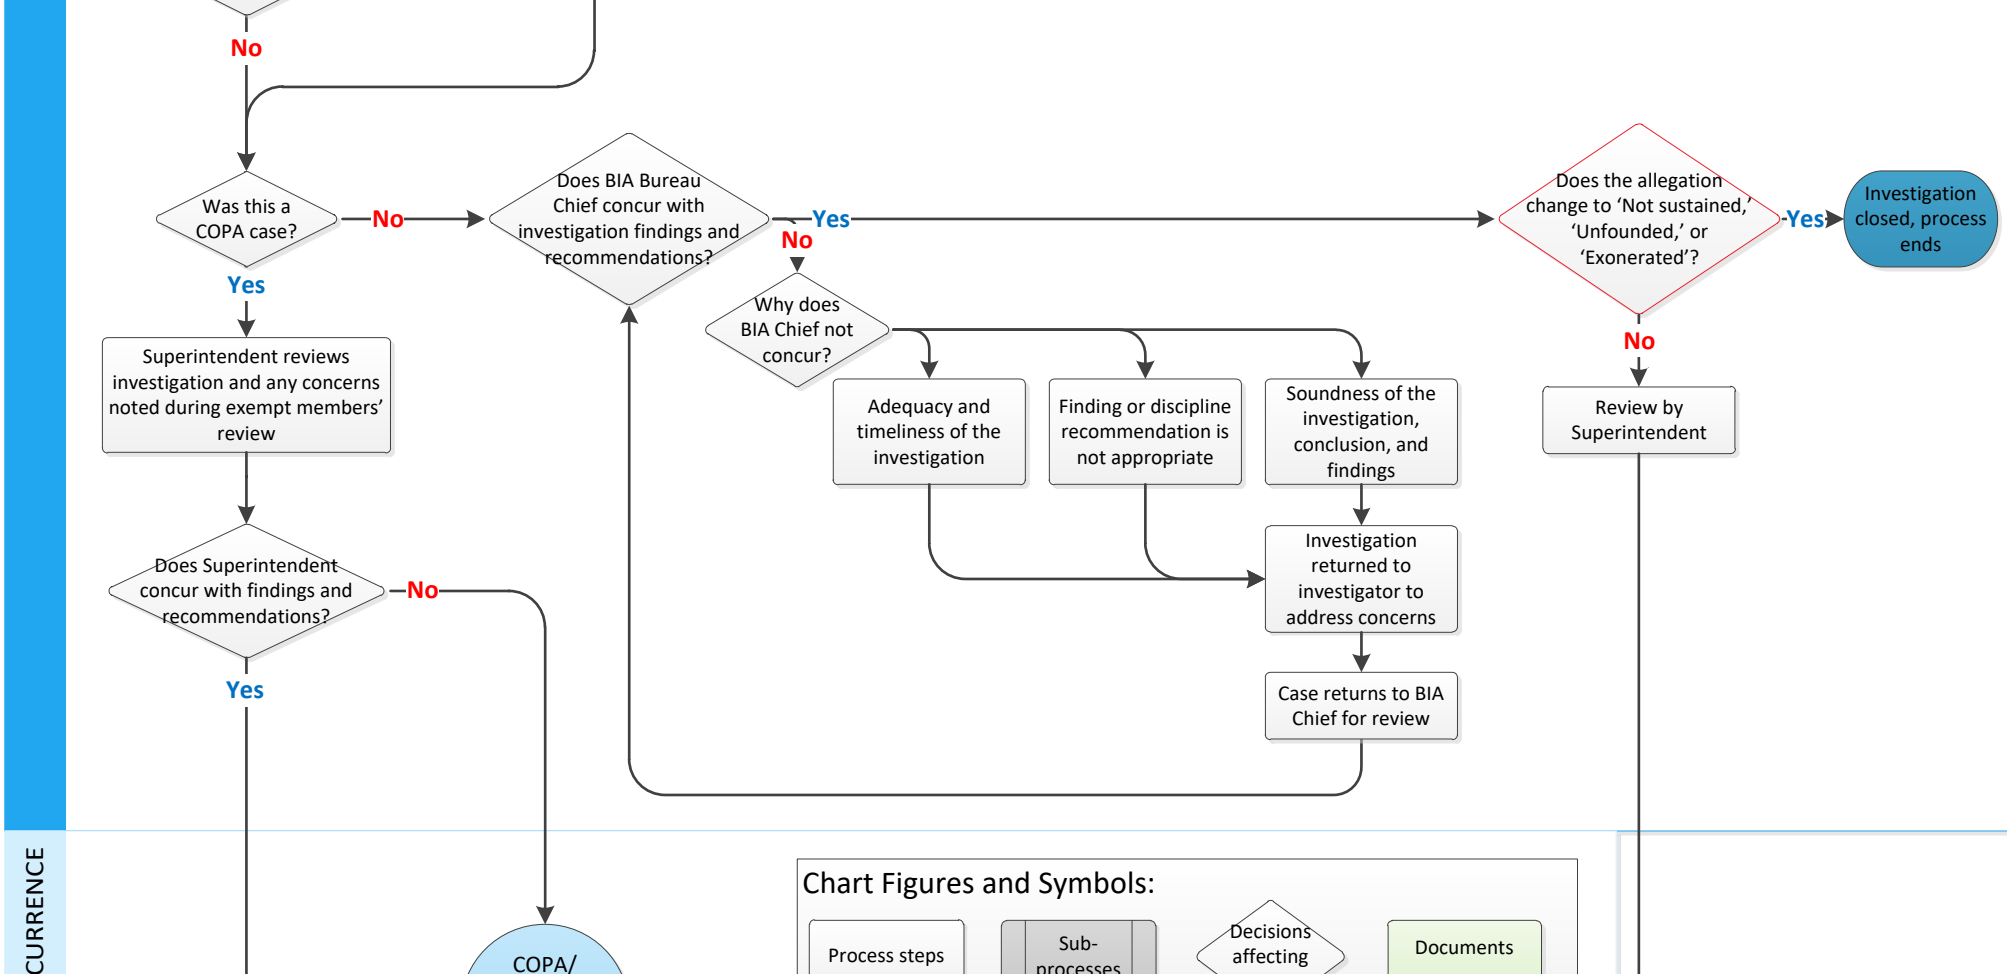 No
Was this a
COPA case?
No
Does BIA Bureau
Chief concur with
investigation findings and
recommendations?
Yes
No
Does the allegation
change to ‘Not sustained,’
‘Unfounded,’ or
‘Exonerated’?
Yes
Investigation
closed, process
ends
Yes
Why does
BIA Chief not
concur?
No
Superintendent reviews
investigation and any concerns
noted during exempt members’
review
Adequacy and
timeliness of the
investigation
Finding or discipline
recommendation is
not appropriate
Soundness of the
investigation,
conclusion, and
findings
Review by
Superintendent
Does Superintendent
concur with findings and
recommendations?
No
Investigation
returned to
investigator to
address concerns
Yes
Case returns to BIA
Chief for review
CURRENCE
Chart Figures and Symbols:
COPA/
Process steps
Sub-
processes
Decisions
affecting
Documents